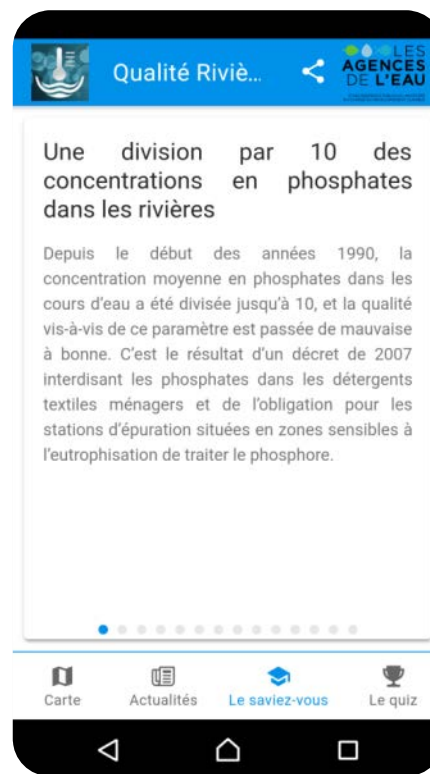 Qualité Riviè...
LES
AGENCES
DE L'EAU
Une division par 10 des
concentrations en phosphates
dans les rivières
Depuis le début des années 1990, la
concentration moyenne en phosphates dans les
cours d'eau a été divisée jusqu'à 10, et la qualité
vis-à-vis de ce paramètre est passée de mauvaise
à bonne. C'est le résultat d'un décret de 2007
interdisant les phosphates dans les détergents
textiles ménagers et de l'obligation pour les
stations d'épuration situées en zones sensibles à
l'eutrophisation de traiter le phosphore.
Carte
Actualités
Le saviez-vous
Le quiz